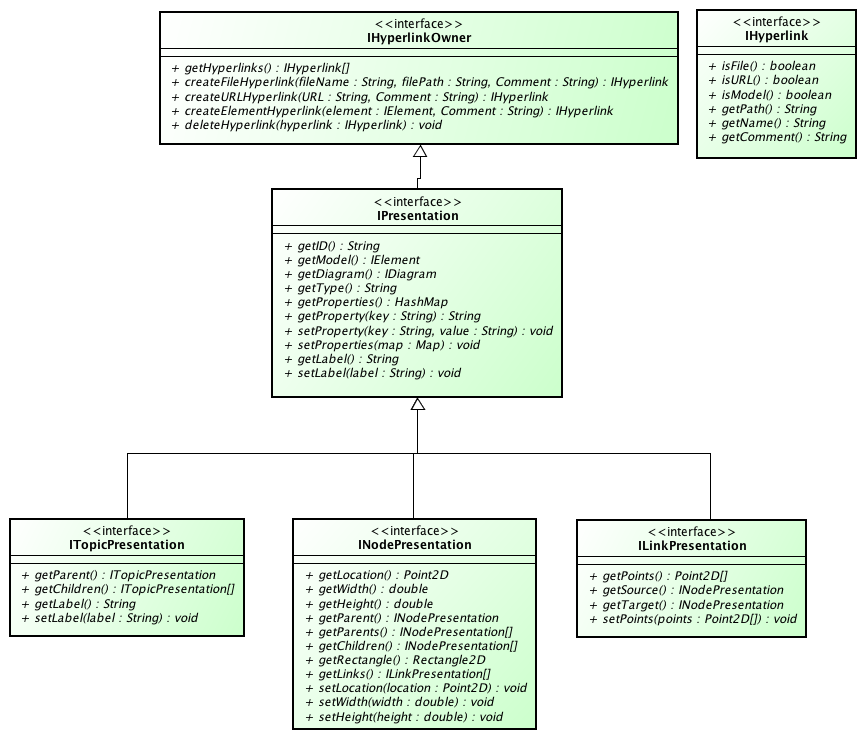 <<interface>>
IHyperlinkOwner
+ getHyperlinks() : IHyperlink[]
+ createFileHyperlink(fileName : String, filePath : String, Comment : String) : IHyperlink
+ createURLHyperlink(URL : String, Comment : String) : IHyperlink
+ createElementHyperlink(element : IElement, Comment : String) : IHyperlink
+ deleteHyperlink(hyperlink : IHyperlink) : void
<<interface>>
IHyperlink
+ isFile() : boolean
+ isURL() : boolean
+ isModel() : boolean
+ getPath() : String
+ getName() : String
+ getComment() : String
<<interface>>
IPresentation
+ getID() : String
+ getModel() : IElement
+ getDiagram() : IDiagram
+ getType() : String
+ getProperties() : HashMap
+ getProperty(key : String) : String
+ setProperty(key : String, value : String) : void
+ setProperties(map : Map) : void
+ getLabel() : String
+ setLabel(label : String) : void
<<interface>>
ITopicPresentation
+ getParent() : ITopicPresentation
+ getChildren() : ITopicPresentation[]
+ getLabel() : String
+ setLabel(label : String) : void
<<interface>>
INodePresentation
+ getLocation() : Point2D
+ getWidth() : double
+ getHeight() : double
+ getParent() : INodePresentation
+ getParents() : INodePresentation[]
+ getChildren() : INodePresentation[]
+ getRectangle() : Rectangle2D
+ getLinks() : ILinkPresentation[]
+ setLocation(location : Point2D) : void
+ setWidth(width : double) : void
+ setHeight(height : double) : void
<<interface>>
ILinkPresentation
+ getPoints() : Point2D[]
+ getSource() : INodePresentation
+ getTarget() : INodePresentation
+ setPoints(points : Point2D[]) : void